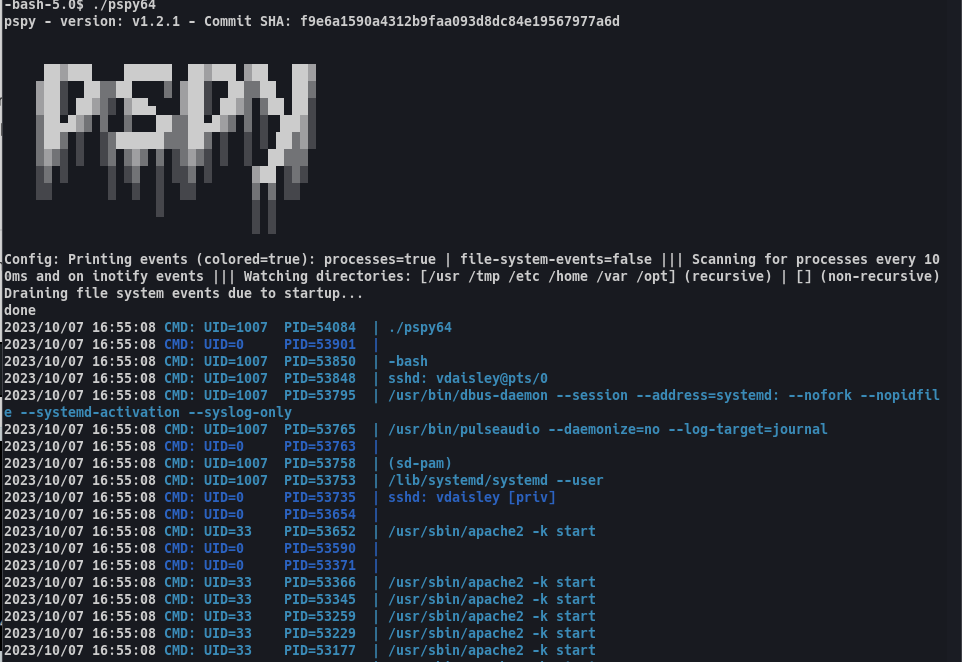 -bash-5.0$ ./pspy64
pspy - version: v1.2.1 - Commit SHA: f9e6a1590a4312b9faa093d8dc84e19567977a6d
PSPY
Config: Printing events (colored=true): processes=true | file-system-events=false ||| Scanning for processes every 10
0ms and on inotify events ||| Watching directories: [/usr /tmp /etc /home /var /opt] (recursive) | [] (non-recursive)
Draining file system events due to startup...
done
2023/10/07 16:55:08 CMD: UID=1007  PID=54084  | ./pspy64
2023/10/07 16:55:08 CMD: UID=0     PID=53901  |
2023/10/07 16:55:08 CMD: UID=1007  PID=53850  | -bash
2023/10/07 16:55:08 CMD: UID=1007  PID=53848  | sshd: vdaisley@pts/0
2023/10/07 16:55:08 CMD: UID=1007  PID=53795  | /usr/bin/dbus-daemon --session --address=systemd: --nofork --nopidfil
e --systemd-activation --syslog-only
2023/10/07 16:55:08 CMD: UID=1007  PID=53765  | /usr/bin/pulseaudio --daemonize=no --log-target=journal
2023/10/07 16:55:08 CMD: UID=0     PID=53763  |
2023/10/07 16:55:08 CMD: UID=1007  PID=53758  | (sd-pam)
2023/10/07 16:55:08 CMD: UID=1007  PID=53753  | /lib/systemd/systemd --user
2023/10/07 16:55:08 CMD: UID=0     PID=53735  | sshd: vdaisley [priv]
2023/10/07 16:55:08 CMD: UID=0     PID=53654  |
2023/10/07 16:55:08 CMD: UID=33    PID=53652  | /usr/sbin/apache2 -k start
2023/10/07 16:55:08 CMD: UID=0     PID=53590  |
2023/10/07 16:55:08 CMD: UID=0     PID=53371  |
2023/10/07 16:55:08 CMD: UID=33    PID=53366  | /usr/sbin/apache2 -k start
2023/10/07 16:55:08 CMD: UID=33    PID=53345  | /usr/sbin/apache2 -k start
2023/10/07 16:55:08 CMD: UID=33    PID=53259  | /usr/sbin/apache2 -k start
2023/10/07 16:55:08 CMD: UID=33    PID=53229  | /usr/sbin/apache2 -k start
2023/10/07 16:55:08 CMD: UID=33    PID=53177  | /usr/sbin/apache2 -k start